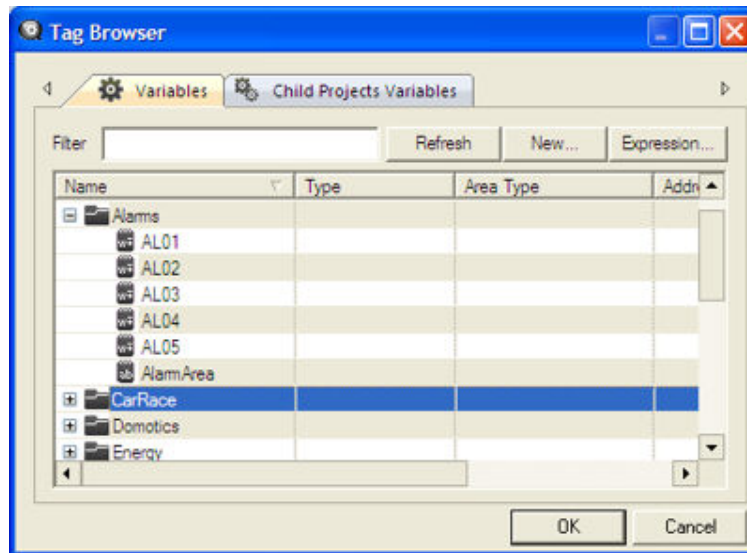 Tag Browser
Variables Child Projects Variables
Filter Refresh New... Expression...
Name Type Area Type Addr
Alarms
AL01
AL02
AL03
AL04
AL05
AlarmArea
CarRace
Domotics
Energy
OK Cancel